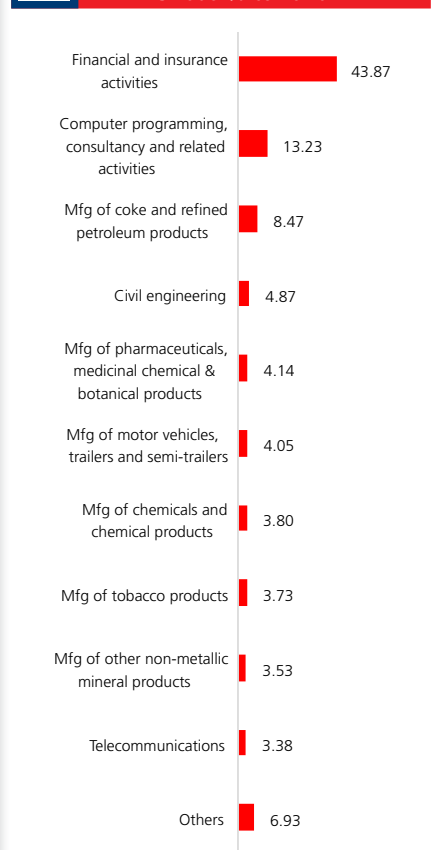 Financial and insurance
activities
43.87
Computer programming,
consultancy and related
activities
13.23
Mfg of coke and refined
petroleum products
8.47
Civil engineering
4.87
Mfg of pharmaceuticals,
medicinal chemical &
botanical products
4.14
Mfg of motor vehicles,
trailers and semi-trailers
4.05
Mfg of chemicals and
chemical products
3.80
Mfg of tobacco products
3.73
Mfg of other non-metallic
mineral products
3.53
Telecommunications
3.38
Others
6.93